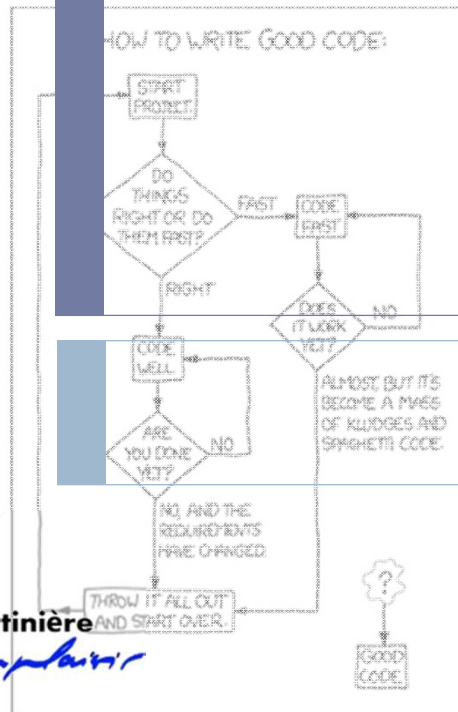 HOW TO WRITE GOOD CODE:
START
PROJECT.
DO
THINGS
RIGHT OR DO
THEM FAST?
FAST
CODE
FAST
RIGHT
DOES
IT WORK
YET?
NO
CODE
WELL
ALMOST, BUT IT'S
BECOME A MASS
OF KLUDGES AND
SPAGHETTI CODE.
ARE
YOU DONE
YET?
NO
NO, AND THE
REQUIREMENTS
HAVE CHANGED.
THROW IT ALL OUT
AND START OVER.
tinière
?
GOOD
CODE